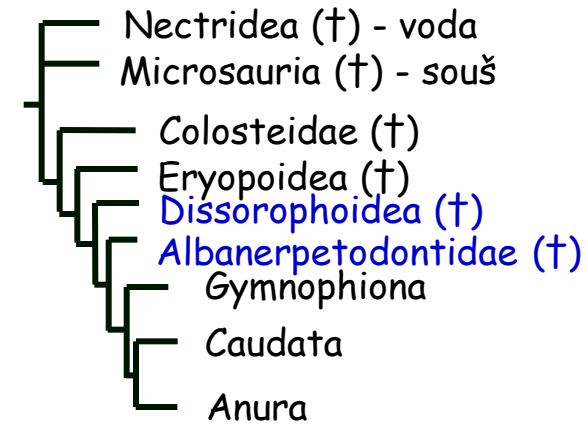 Nectridea (†) - voda
Microsauria (†) - souš
Colosteidae (†)
Eryopoidea (†)
Dissorophoidea (†)
Albanerpetodontidae (†)
Gymnophiona
Caudata
Anura